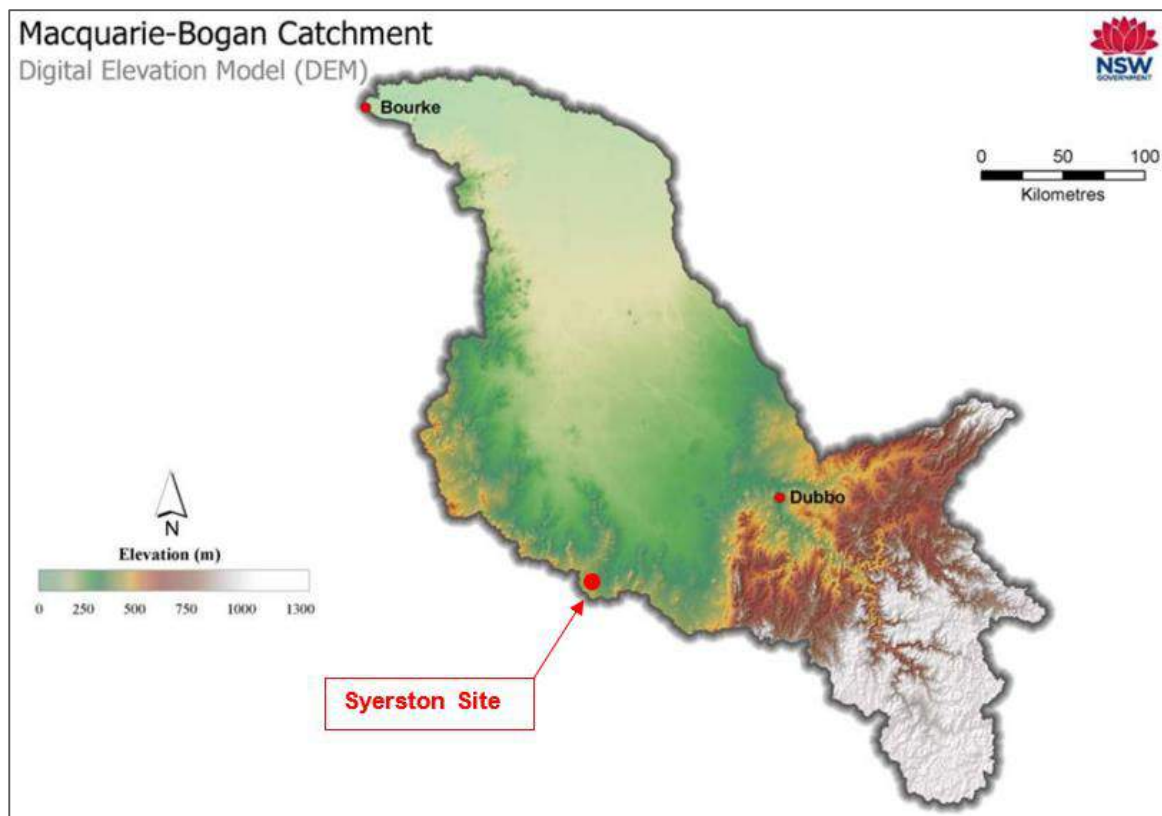 Macquarie-Bogan Catchment
Digital Elevation Model (DEM)
NSW
GOVERNMENT
Bourke
0 50 100
Kilometres
Dubbo
N
Elevation (m)
0 250 500 750 1000 1300
Syerston Site